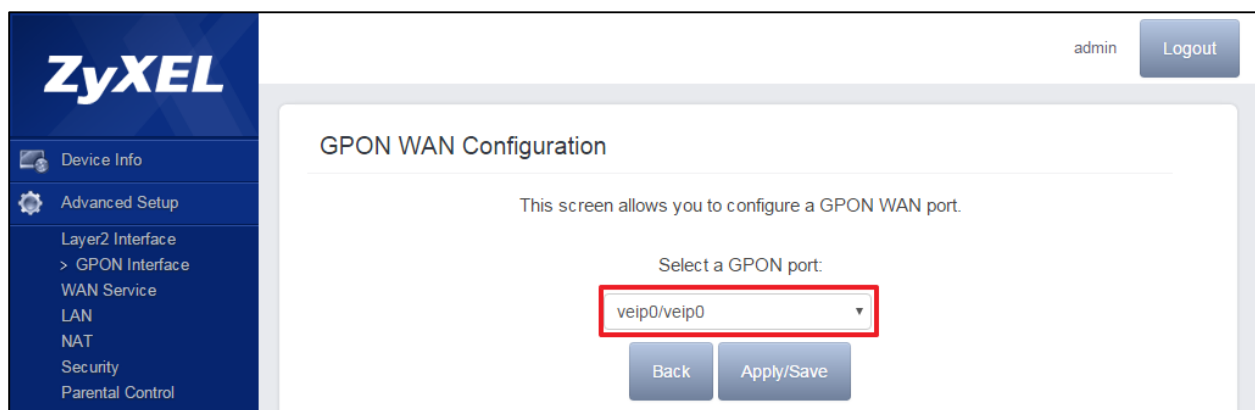 ZyXEL
admin
Logout
Device Info
Advanced Setup
Layer2 Interface
> GPON Interface
WAN Service
LAN
NAT
Security
Parental Control
GPON WAN Configuration
This screen allows you to configure a GPON WAN port.
Select a GPON port:
veip0/veip0
Back
Apply/Save